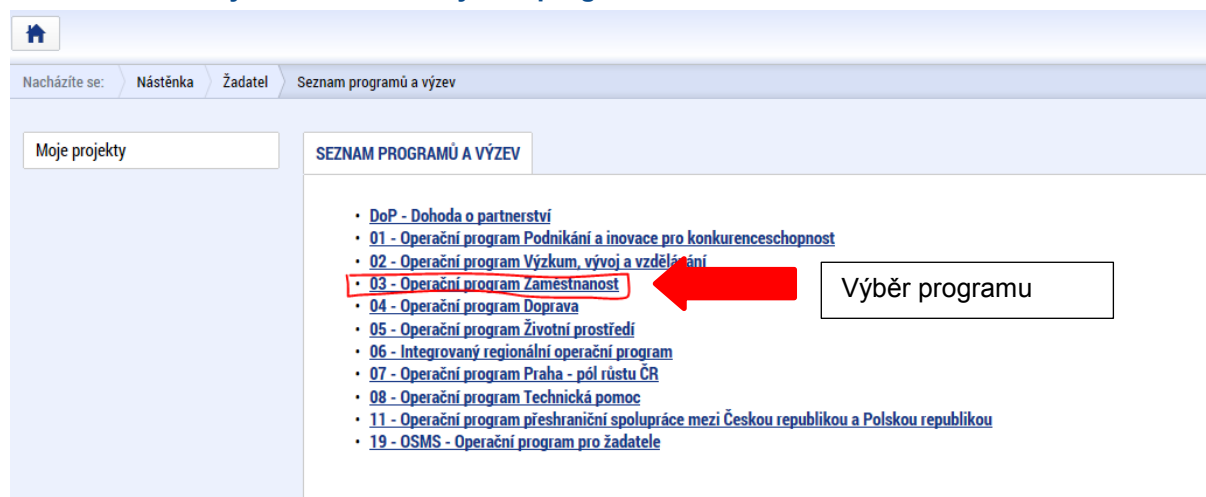 Nacházíte se: Nástěnka Žadatel Seznam programů a výzev
Moje projekty
SEZNAM PROGRAMŮ A VÝZEV
• DoP - Dohoda o partnerství
• 01 - Operační program Podnikání a inovace pro konkurenceschopnost
• 02 - Operační program Výzkum, vývoj a vzdělávání
• 03 - Operační program Zaměstnanost
Výběr programu
• 04 - Operační program Doprava
• 05 - Operační program Životní prostředí
• 06 - Integrovaný regionální operační program
• 07 - Operační program Praha - pól růstu ČR
• 08 - Operační program Technická pomoc
• 11 - Operační program přeshraniční spolupráce mezi Českou republikou a Polskou republikou
• 19 - OSMS - Operační program pro žadatele